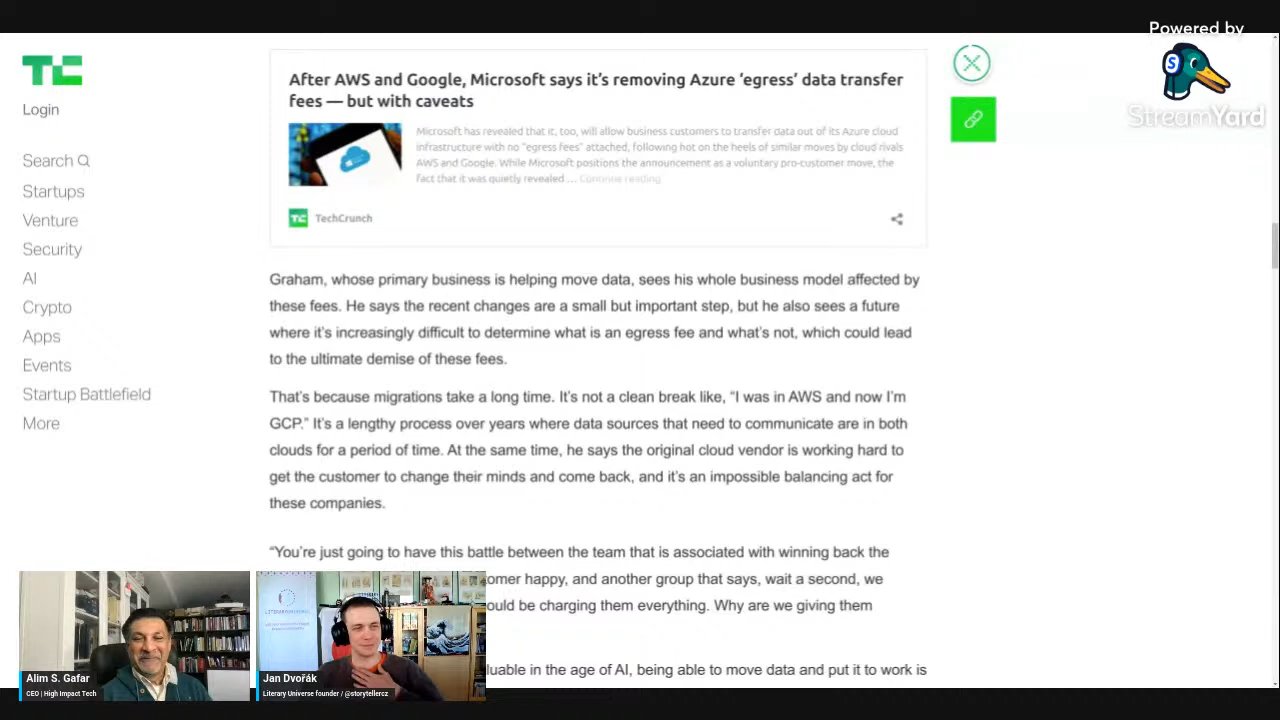 Powered by
StreamYard
TC
Login
Search
Startups
Venture
Security
AI
Crypto
Apps
Events
Startup Battlefield
More
After AWS and Google, Microsoft says it's removing Azure 'egress' data transfer
fees — but with caveats
Microsoft has revealed that it, too, will allow business customers to transfer data out of its Azure cloud
infrastructure with no "egress fees" attached, following hot on the heels of similar moves by cloud rivals
AWS and Google. While Microsoft positions the announcement as a voluntary pro-customer move, the
fact that it was quietly revealed ... Continue reading
TC TechCrunch
Graham, whose primary business is helping move data, sees his whole business model affected by
these fees. He says the recent changes are a small but important step, but he also sees a future
where it's increasingly difficult to determine what is an egress fee and what's not, which could lead
to the ultimate demise of these fees.
That's because migrations take a long time. It's not a clean break like, "I was in AWS and now I'm
GCP." It's a lengthy process over years where data sources that need to communicate are in both
clouds for a period of time. At the same time, he says the original cloud vendor is working hard to
get the customer to change their minds and come back, and it's an impossible balancing act for
these companies.
"You're just going to have this battle between the team that is associated with winning back the
omer happy, and another group that says, wait a second, we
ould be charging them everything. Why are we giving them
luable in the age of AI, being able to move data and put it to work is
Alim S. Gafar
CEO | High Impact Tech
Jan Dvořák
Literary Universe founder / @storytellercz